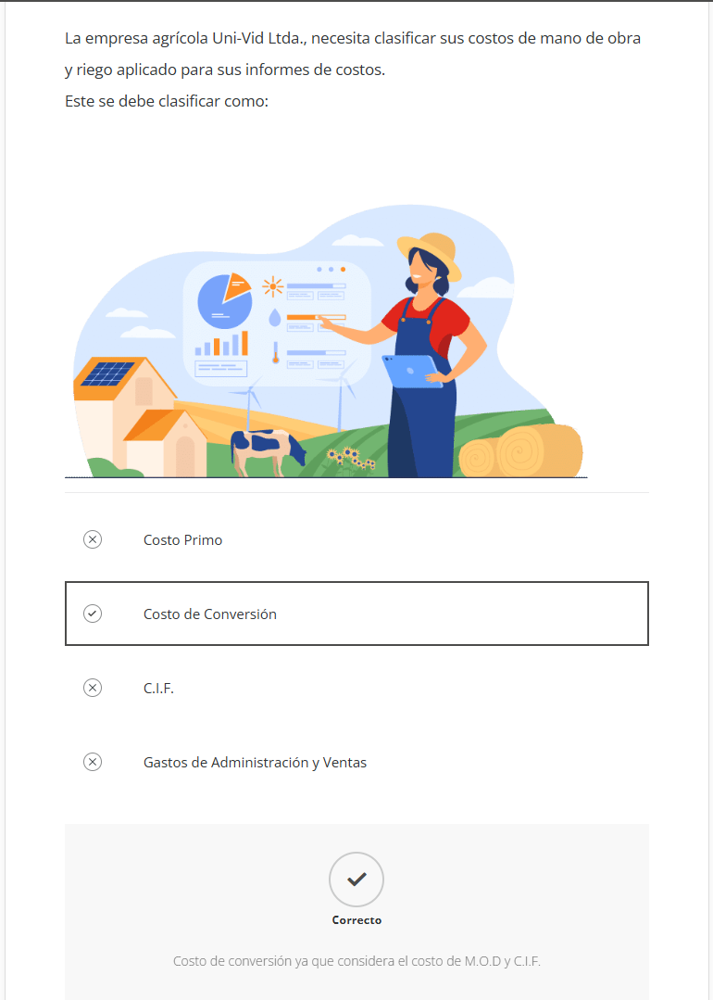 La empresa agrícola Uni-Vid Ltda., necesita clasificar sus costos de mano de obra
y riego aplicado para sus informes de costos.
Este se debe clasificar como:
Costo Primo
Costo de Conversión
C.I.F.
Gastos de Administración y Ventas
Correcto
Costo de conversión ya que considera el costo de M.O.D y C.I.F.